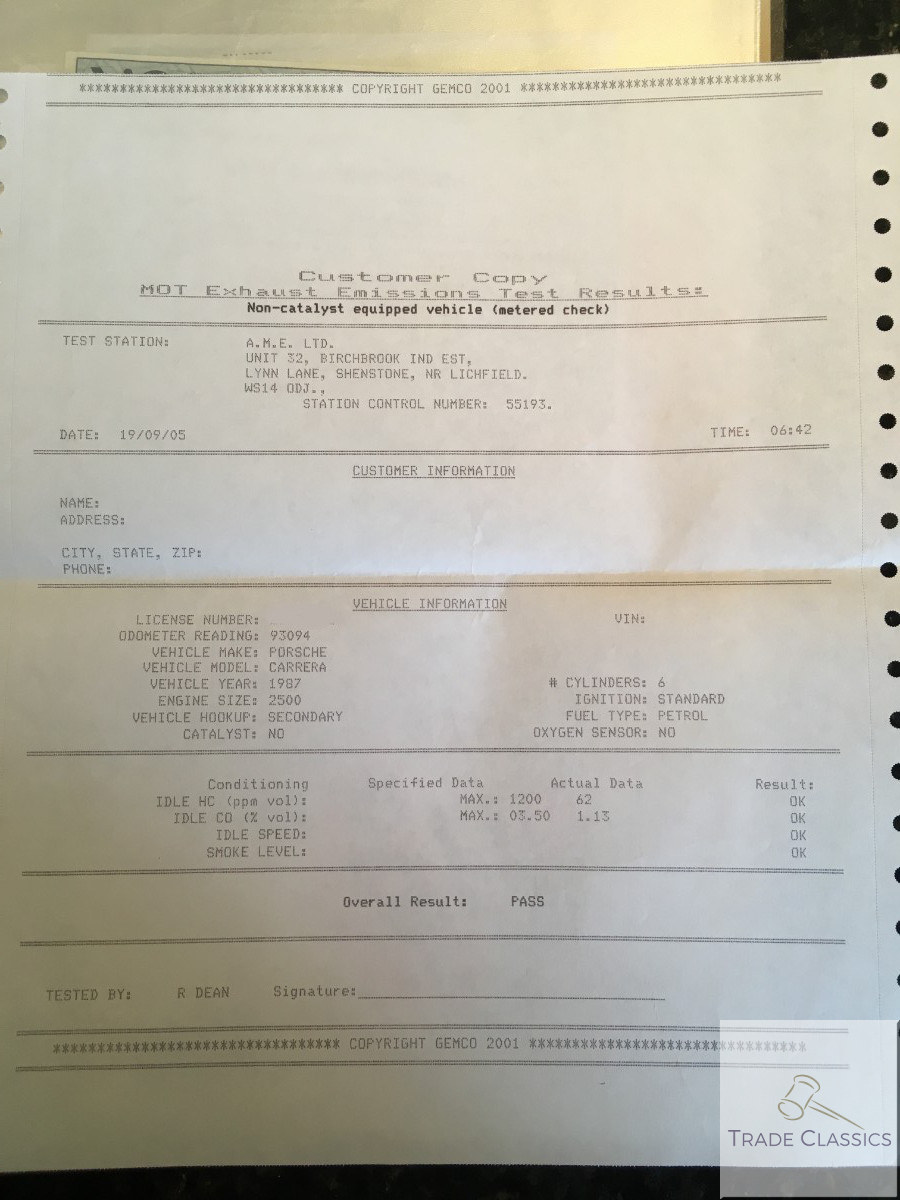 ******************************** COPYRIGHT GEMCO 2001 ********************************
Customer Copy
MOT Exhaust Emissions Test Results:
Non-catalyst equipped vehicle (metered check)
TEST STATION: A.M.E. LTD.
UNIT 32, BIRCHBROOK IND EST,
LYNN LANE, SHENSTONE, NR LICHFIELD.
WS14 0DJ.,
STATION CONTROL NUMBER: 55193.
DATE: 19/09/05 TIME: 06:42
CUSTOMER INFORMATION
NAME:
ADDRESS:
CITY, STATE, ZIP:
PHONE:
VEHICLE INFORMATION
LICENSE NUMBER: VIN:
ODOMETER READING: 93094
VEHICLE MAKE: PORSCHE
VEHICLE MODEL: CARRERA
VEHICLE YEAR: 1987 # CYLINDERS: 6
ENGINE SIZE: 2500 IGNITION: STANDARD
VEHICLE HOOKUP: SECONDARY FUEL TYPE: PETROL
CATALYST: NO OXYGEN SENSOR: NO
Conditioning Specified Data Actual Data Result:
IDLE HC (ppm vol): MAX.: 1200 62 OK
IDLE CO (% vol): MAX.: 03.50 1.13 OK
IDLE SPEED: OK
SMOKE LEVEL: OK
Overall Result: PASS
TESTED BY: R DEAN Signature:
******************************** COPYRIGHT GEMCO 2001 ********************************
TRADE CLASSICS